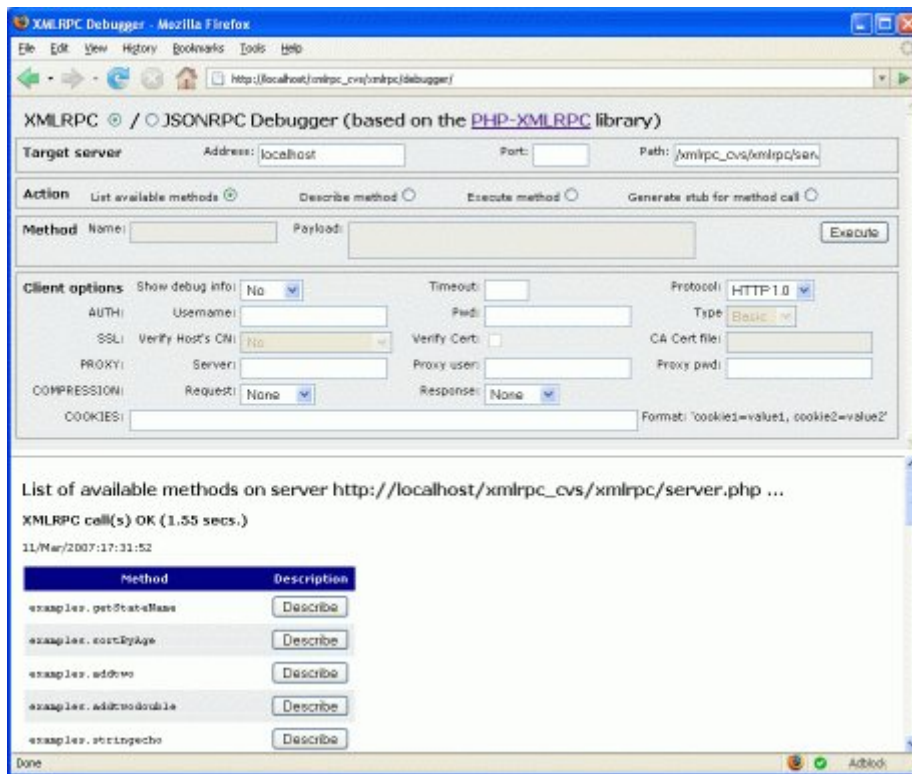 XMLRPC Debugger - Mozilla Firefox
File Edit View History Bookmarks Tools Help
http://localhost/xmlrpc_cvs/xmlrpc/debugger/
XMLRPC / JSONRPC Debugger (based on the PHP-XMLRPC library)
Target server Address: localhost Port: Path: /xmlrpc_cvs/xmlrpc/serv
Action List available methods Describe method Execute method Generate stub for method call
Method Name: Payload: Execute
Client options Show debug info: No Timeout: Protocol: HTTP 1.0
AUTH: Username: Pwd: Type Basic
SSL: Verify Host's CN: No Verify Cert: CA Cert file:
PROXY: Server: Proxy user: Proxy pwd:
COMPRESSION: Request: None Response: None
COOKIES: Format: 'cookie1=value1, cookie2=value2'
List of available methods on server http://localhost/xmlrpc_cvs/xmlrpc/server.php ...
XMLRPC call(s) OK (1.55 secs.)
11/Mar/2007:17:31:52
Method Description
examples.getStateName Describe
examples.sortByAge Describe
examples.addtwo Describe
examples.addtwodouble Describe
examples.stringecho Describe
Done Adblock